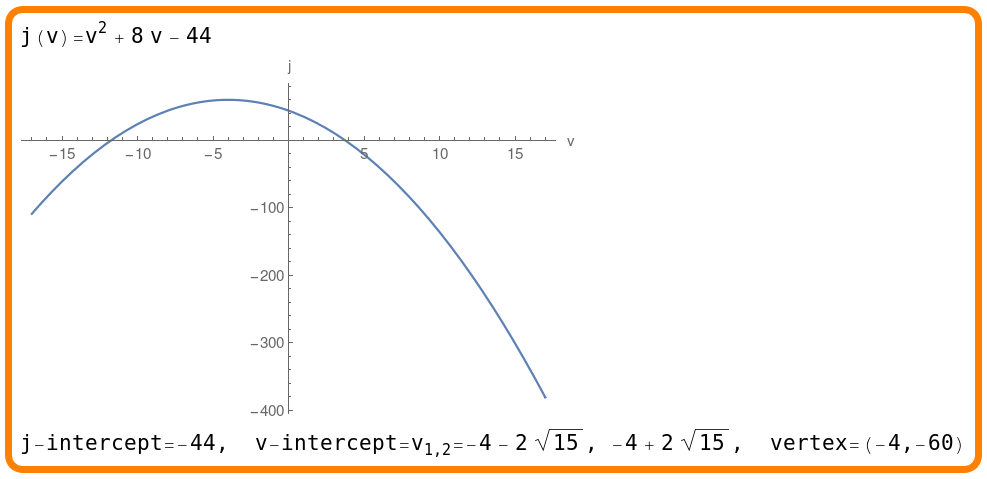 j(v)=v² + 8 v − 44
j
v
−15 −10 −5 5 10 15
−100
−200
−300
−400
j-intercept=−44, v-intercept=v₁,₂=−4 − 2 √15, −4 + 2 √15, vertex=(−4,−60)